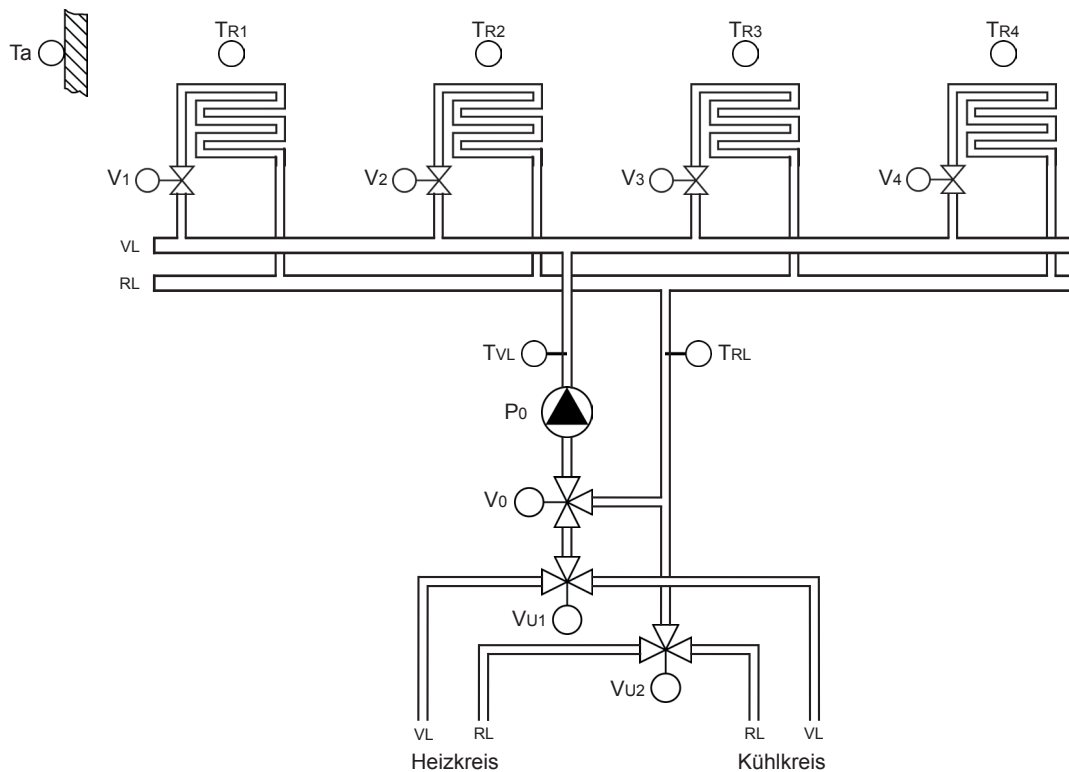 Ta
TR1
TR2
TR3
TR4
V1
V2
V3
V4
VL
RL
TVL
TRL
P0
V0
VU1
VU2
VL
RL
RL
VL
Heizkreis
Kühlkreis